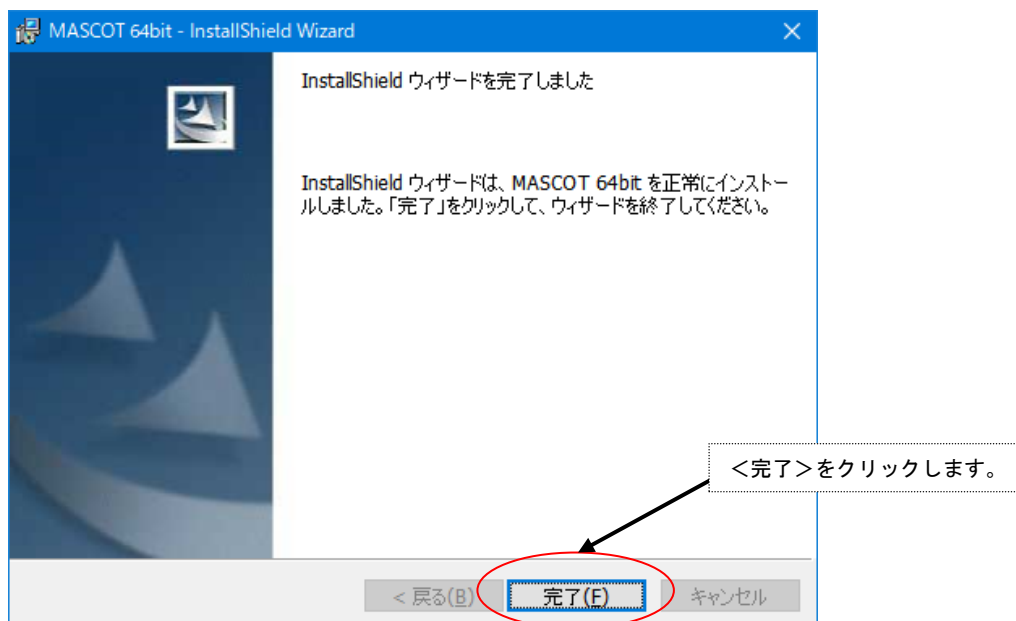 MASCOT 64bit - InstallShield Wizard
InstallShield ウィザードを完了しました
InstallShield ウィザードは、MASCOT 64bit を正常にインストー
ルしました。「完了」をクリックして、ウィザードを終了してください。
＜完了＞をクリックします。
< 戻る(B) 完了(F) キャンセル